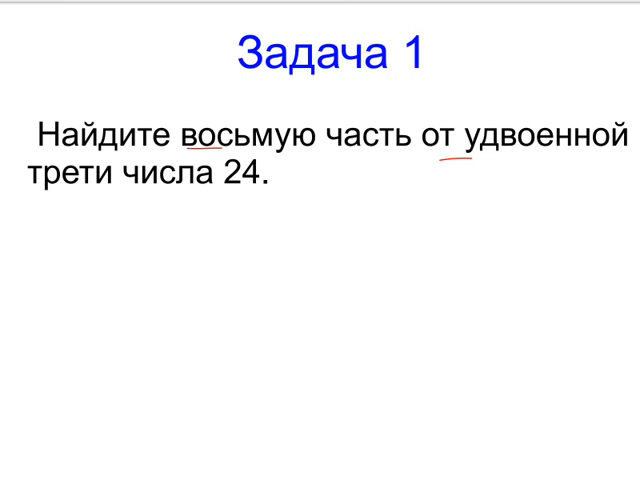 Задача 1
Найдите восьмую часть от удвоенной
трети числа 24.